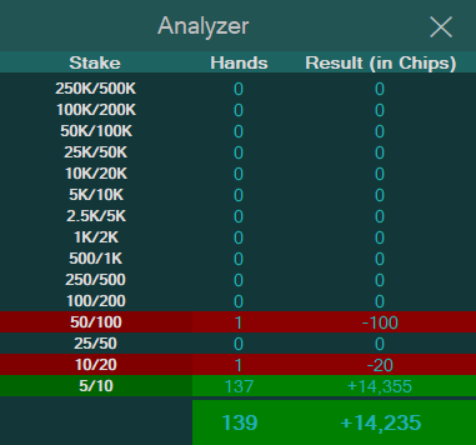 Analyzer
Stake Hands Result (in Chips)
250K/500K 0 0
100K/200K 0 0
50K/100K 0 0
25K/50K 0 0
10K/20K 0 0
5K/10K 0 0
2.5K/5K 0 0
1K/2K 0 0
500/1K 0 0
250/500 0 0
100/200 0 0
50/100 1 -100
25/50 0 0
10/20 1 -20
5/10 137 +14,355
139 +14,235